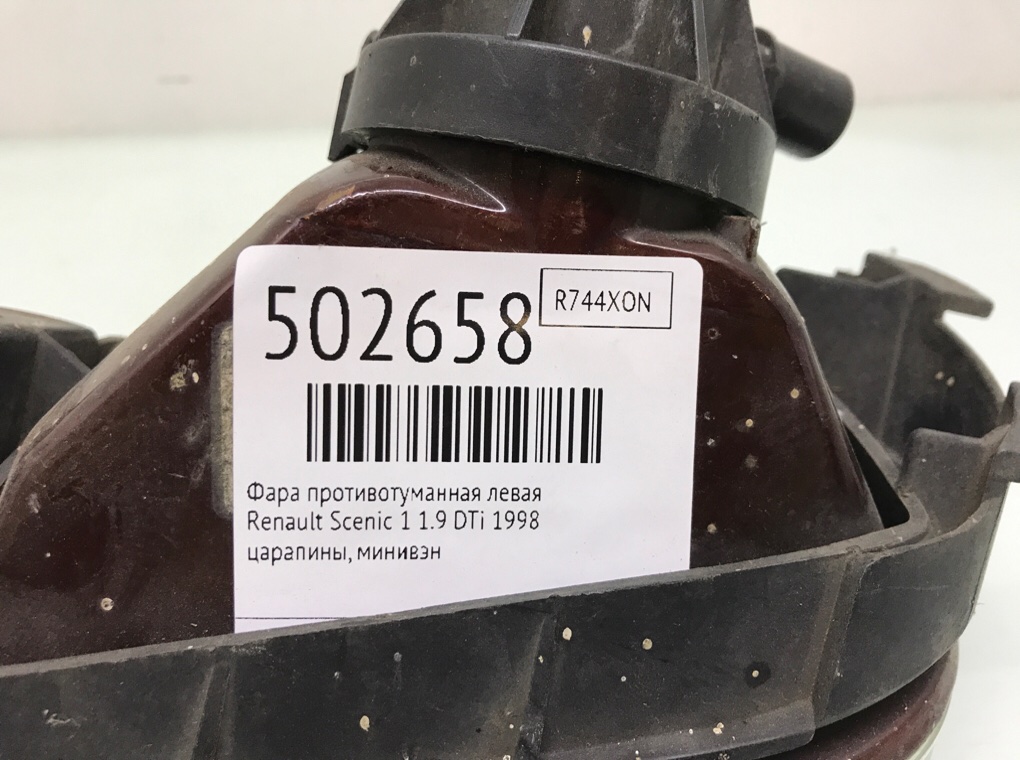 502658
R744XON
Фара противотуманная левая
Renault Scenic 1 1.9 DTi 1998
царапины, минивэн